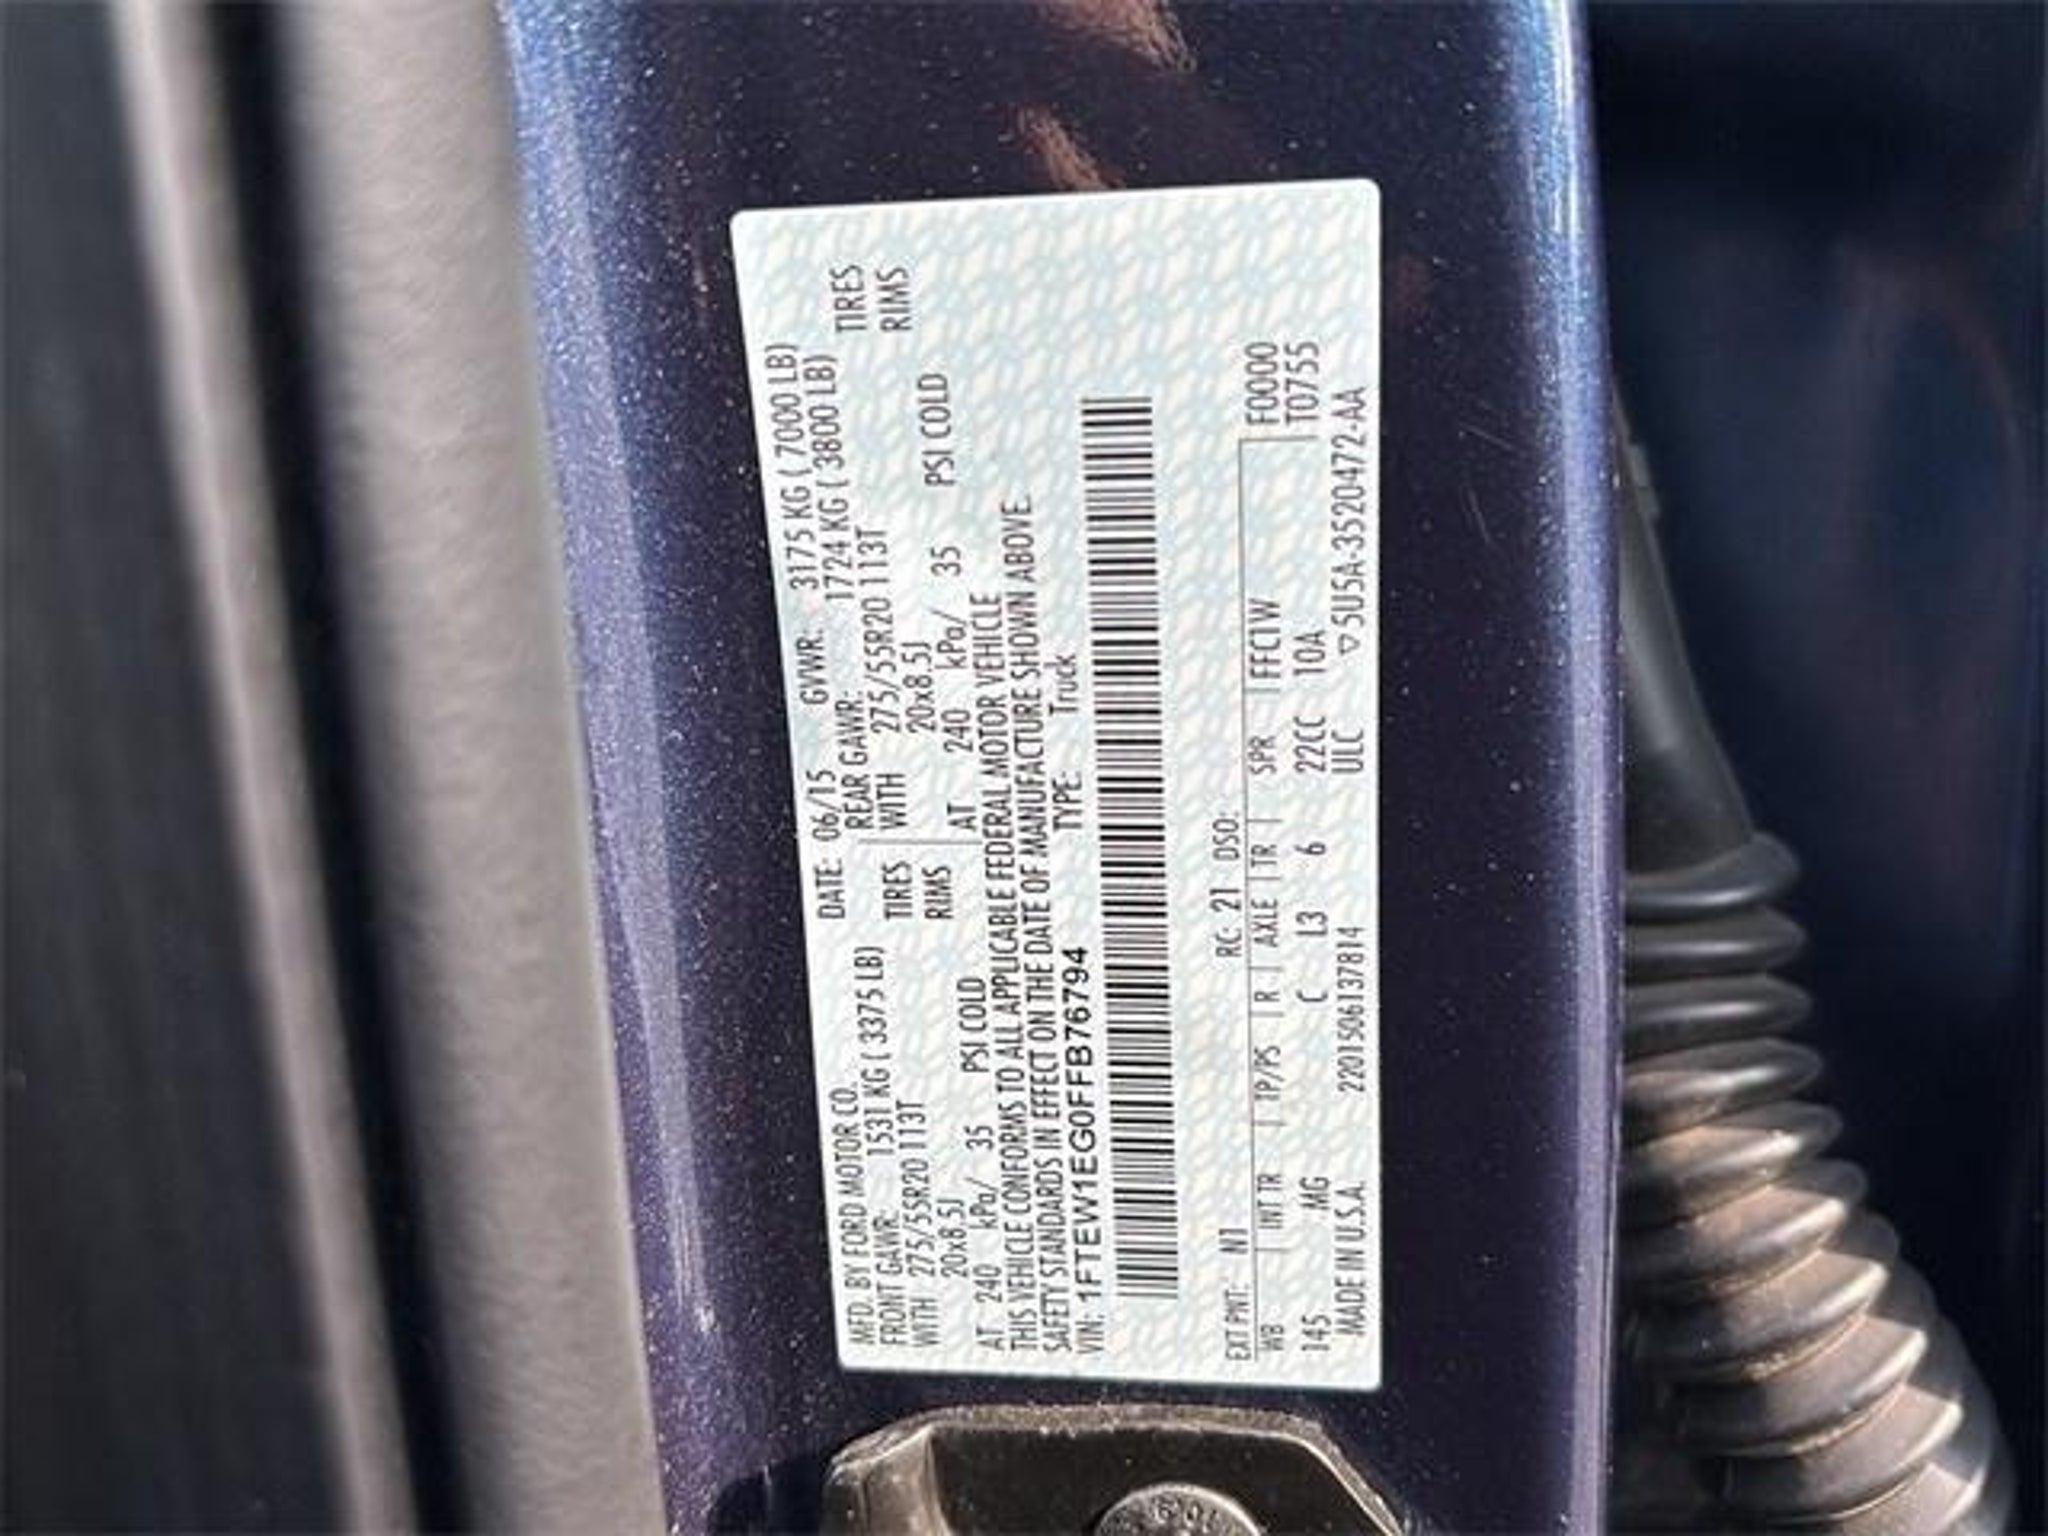 MFD. BY FORD MOTOR CO. DATE: 06/15 GVWR: 3175 KG ( 7000 LB)
FRONT GAWR: 1531 KG ( 3375 LB) REAR GAWR: 1724 KG ( 3800 LB)
WITH 275/55R20 113T TIRES WITH 275/55R20 113T TIRES
20x8.5J RIMS 20x8.5J RIMS
AT 240 kPa/ 35 PSI COLD AT 240 kPa/ 35 PSI COLD
THIS VEHICLE CONFORMS TO ALL APPLICABLE FEDERAL MOTOR VEHICLE
SAFETY STANDARDS IN EFFECT ON THE DATE OF MANUFACTURE SHOWN ABOVE.
VIN: 1FTEW1EG0FFB76794 TYPE: Truck
EXT PNT: N1 RC: 21 DSO:
WB INT TR TP/PS R AXLE TR SPR FFC1W F0000
145 MG C L3 6 22CC 10A T0755
MADE IN U.S.A. 2201506137814 ULC ▽5U5A-3520472-AA